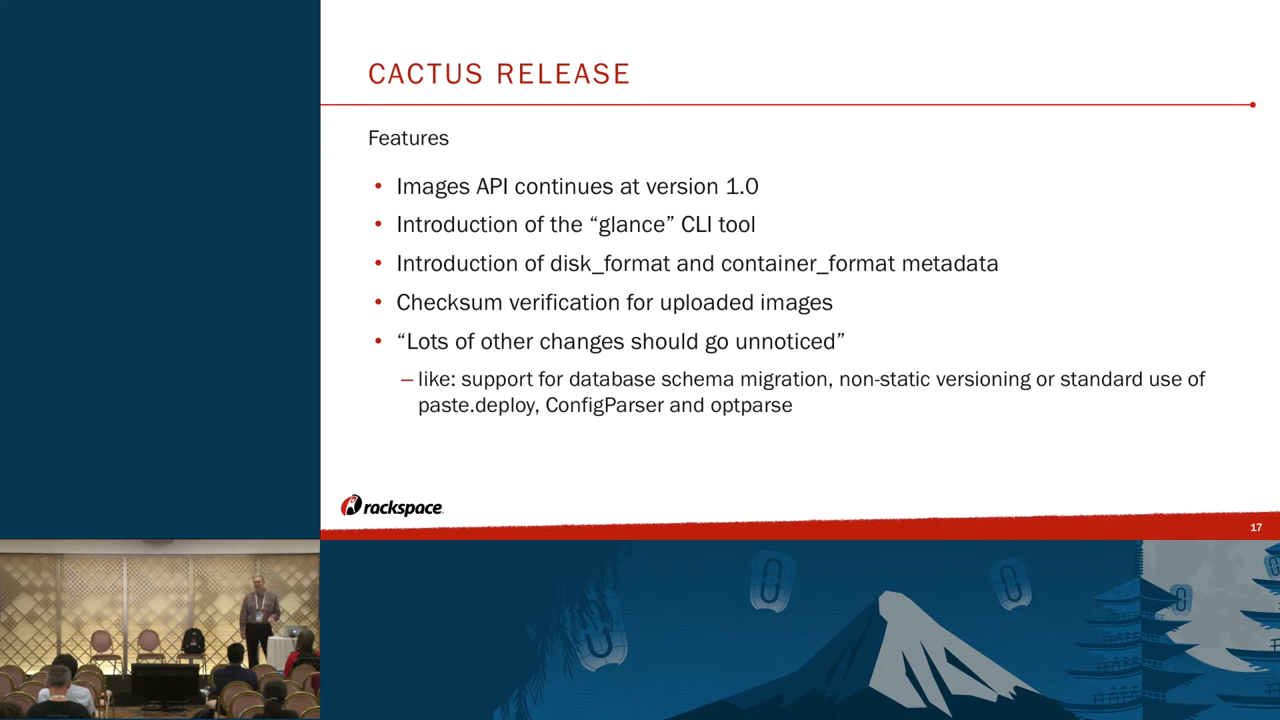 CACTUS RELEASE
Features
• Images API continues at version 1.0
• Introduction of the “glance” CLI tool
• Introduction of disk_format and container_format metadata
• Checksum verification for uploaded images
• “Lots of other changes should go unnoticed”
– like: support for database schema migration, non-static versioning or standard use of
paste.deploy, ConfigParser and optparse
rackspace
17